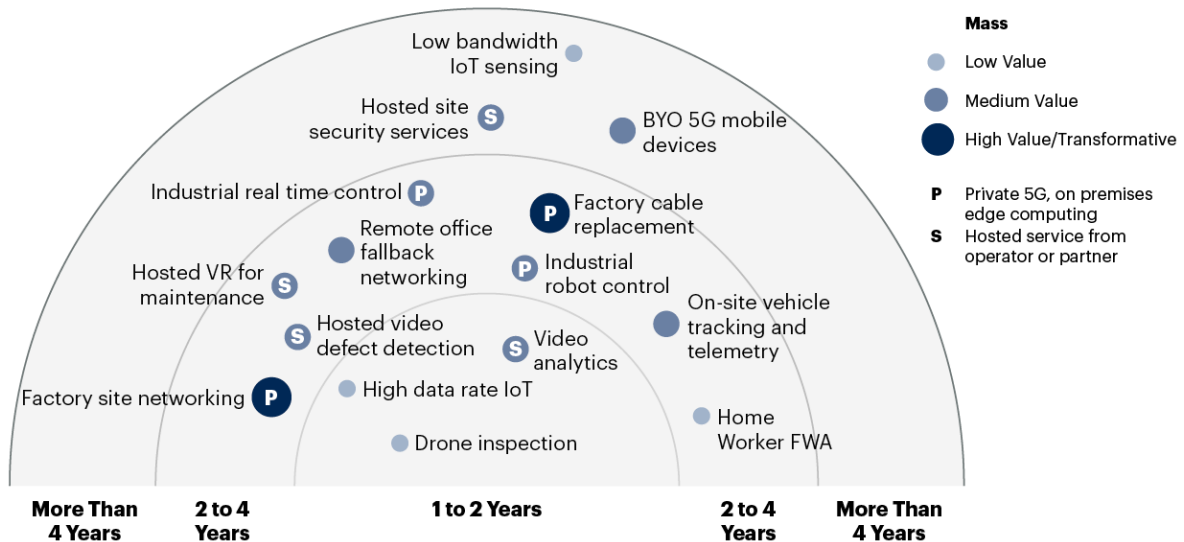 Low bandwidth
IoT sensing
Hosted site
security services
S
BYO 5G mobile
devices
Industrial real time control
P
P
Factory cable
replacement
Remote office
fallback
networking
Hosted VR for
maintenance
S
P
Industrial
robot control
On-site vehicle
tracking and
telemetry
S
Hosted video
defect detection
S
Video
analytics
Factory site networking
P
High data rate IoT
Home
Worker FWA
Drone inspection
More Than
4 Years
2 to 4
Years
1 to 2 Years
2 to 4
Years
More Than
4 Years
Mass
Low Value
Medium Value
High Value/Transformative
P Private 5G, on premises
edge computing
S Hosted service from
operator or partner